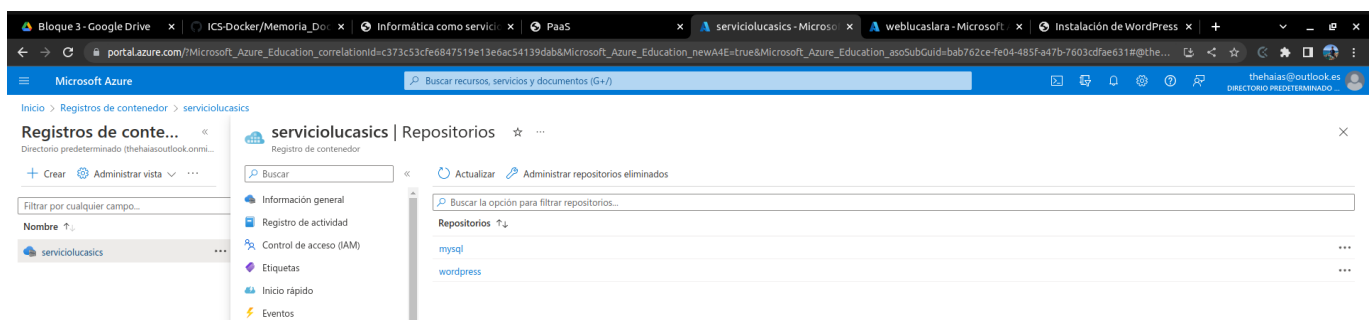 Bloque 3 - Google Drive
ICS-Docker/Memoria_Doc
Informática como servicio
PaaS
serviciolucasics - Microsof
weblucaslara - Microsoft
Instalación de WordPress
portal.azure.com/?Microsoft_Azure_Education_correlationId=c373c53cfe6847519e13e6ac54139dab&Microsoft_Azure_Education_newA4E=true&Microsoft_Azure_Education_asoSubGuid=bab762ce-fe04-485f-a47b-7603cdfae631#@the...
Microsoft Azure
Buscar recursos, servicios y documentos (G+/)
thehaias@outlook.es
DIRECTORIO PREDETERMINADO ...
Inicio > Registros de contenedor > serviciolucasics
Registros de conte...
Directorio predeterminado (thehaiasoutlook.onmi...
+ Crear
Administrar vista
...
Filtrar por cualquier campo...
Nombre ↑↓
serviciolucasics
...
serviciolucasics | Repositorios
...
Registro de contenedor
Buscar
«
Información general
Registro de actividad
Control de acceso (IAM)
Etiquetas
Inicio rápido
Eventos
Actualizar
Administrar repositorios eliminados
Buscar la opción para filtrar repositorios...
Repositorios ↑↓
mysql
...
wordpress
...